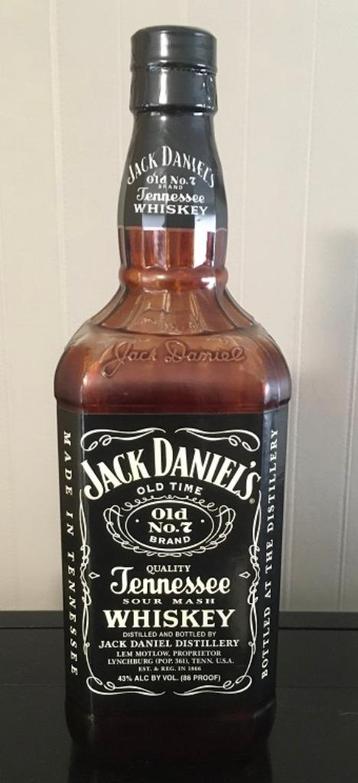 JACK DANIEL'S
Old No.7
BRAND
Tennessee
WHISKEY
Jack Daniel
MADE IN TENNESSEE
JACK DANIEL'S
OLD TIME
Old
No.7
BRAND
QUALITY
Tennessee
SOUR MASH
WHISKEY
DISTILLED AND BOTTLED BY
JACK DANIEL DISTILLERY
LEM MOTLOW, PROPRIETOR
LYNCHBURG (POP. 361), TENN. U.S.A.
EST. & REG. IN 1866
43% ALC BY VOL. (86 PROOF)
BOTTLED AT THE DISTILLERY